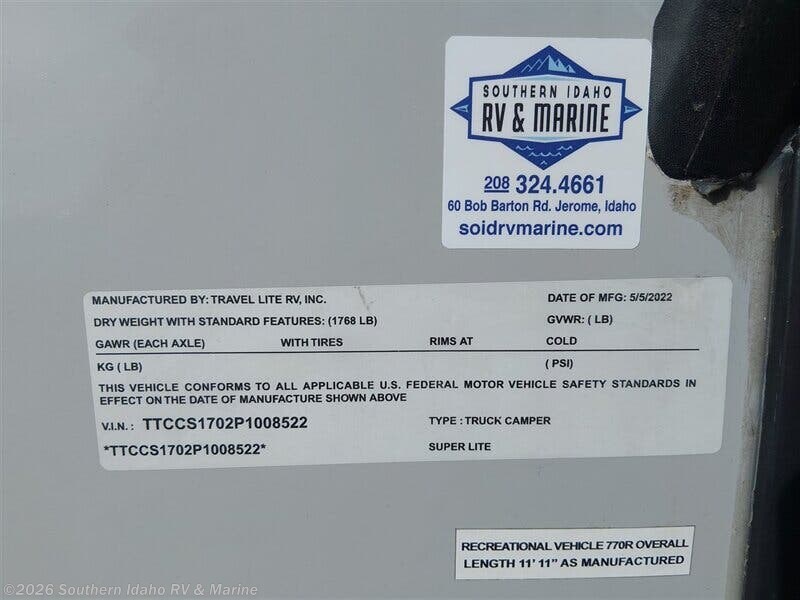 SOUTHERN IDAHO
RV & MARINE
208 324.4661
60 Bob Barton Rd. Jerome, Idaho
soidrvmarine.com
MANUFACTURED BY: TRAVEL LITE RV, INC. DATE OF MFG: 5/5/2022
DRY WEIGHT WITH STANDARD FEATURES: (1768 LB) GVWR: ( LB)
GAWR (EACH AXLE) WITH TIRES RIMS AT COLD
KG ( LB) ( PSI)
THIS VEHICLE CONFORMS TO ALL APPLICABLE U.S. FEDERAL MOTOR VEHICLE SAFETY STANDARDS IN
EFFECT ON THE DATE OF MANUFACTURE SHOWN ABOVE
V.I.N. : TTCCS1702P1008522 TYPE : TRUCK CAMPER
*TTCCS1702P1008522* SUPER LITE
RECREATIONAL VEHICLE 770R OVERALL
LENGTH 11' 11" AS MANUFACTURED
©2026 Southern Idaho RV & Marine